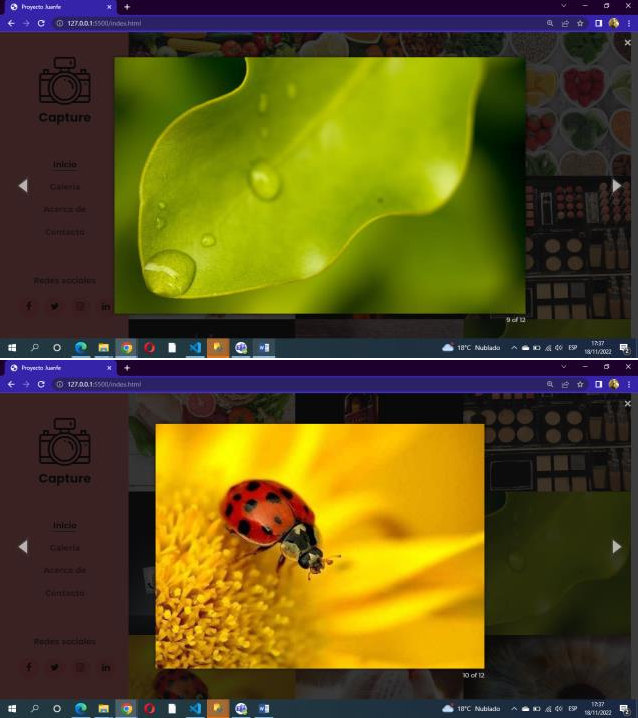 Proyecto Juanfe
127.0.0.1:5500/index.html
Capture
Inicio
Galeria
Acerca de
Contacto
Redes sociales
9 of 12
18°C Nublado
ESP
17:37
18/11/2022
Proyecto Juanfe
127.0.0.1:5500/index.html
Capture
Inicio
Galeria
Acerca de
Contacto
Redes sociales
10 of 12
18°C Nublado
ESP
17:37
18/11/2022